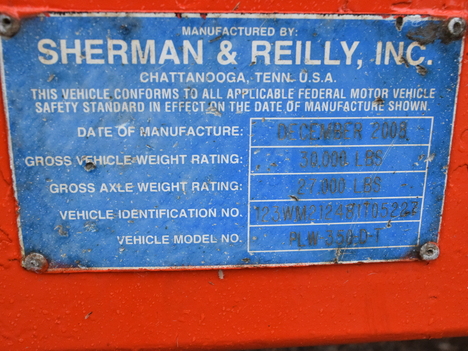 MANUFACTURED BY:
SHERMAN & REILLY, INC.
CHATTANOOGA, TENN. U.S.A.
THIS VEHICLE CONFORMS TO ALL APPLICABLE FEDERAL MOTOR VEHICLE
SAFETY STANDARD IN EFFECT ON THE DATE OF MANUFACTURE SHOWN.
DATE OF MANUFACTURE: DECEMBER 2008
GROSS VEHICLE WEIGHT RATING: 30,000 LBS
GROSS AXLE WEIGHT RATING: 27,000 LBS
VEHICLE IDENTIFICATION NO.
VEHICLE MODEL NO.